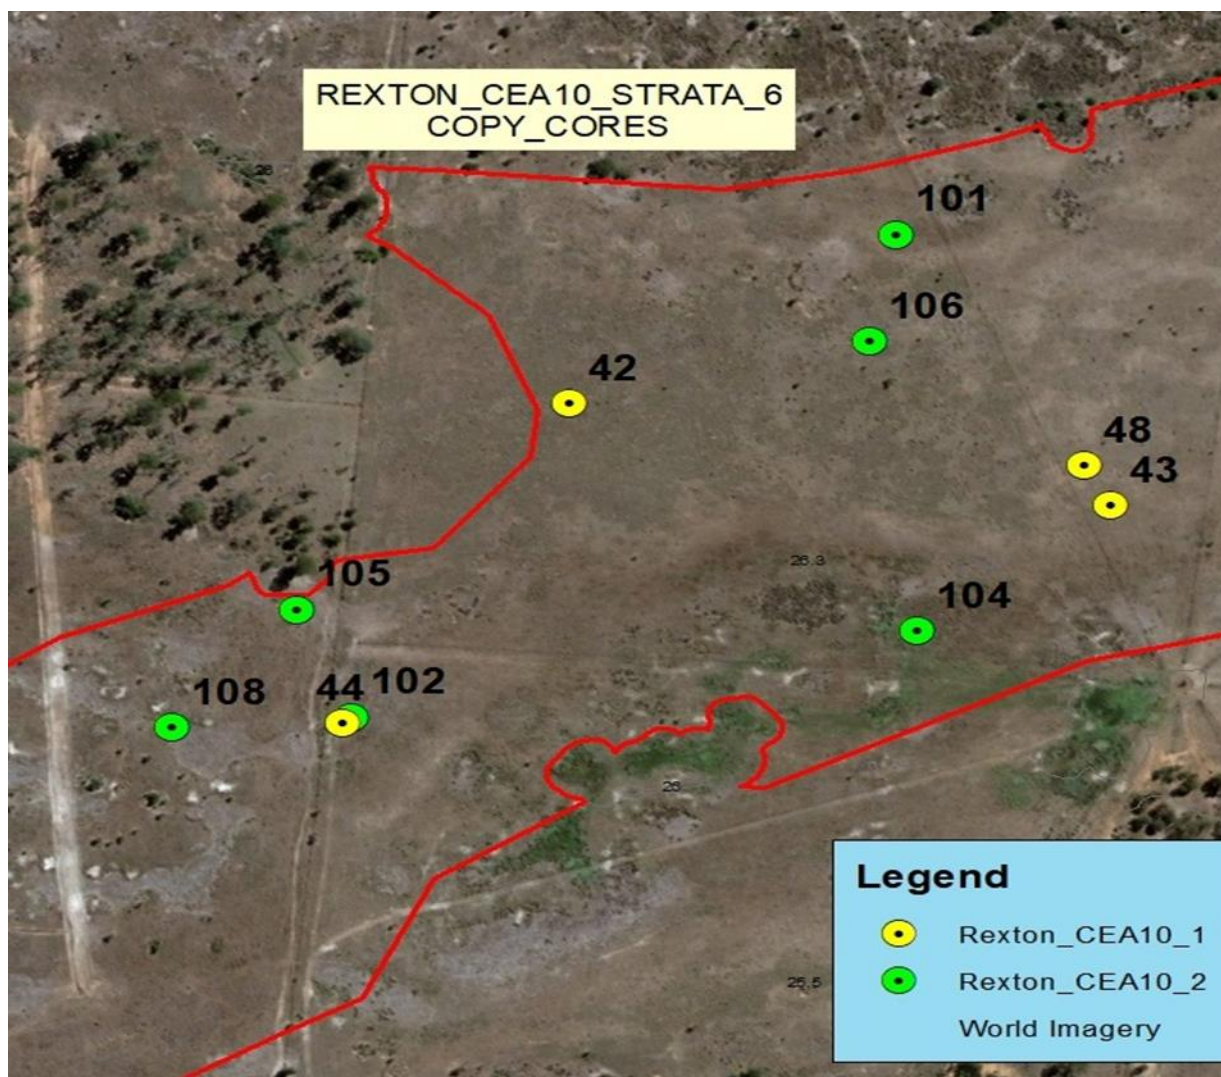 REXTON_CEA10_STRATA_6
COPY_CORES
26
101
106
42
48
43
26.3
105
104
108
44
102
26
25.5
Legend
Rexton_CEA10_1
Rexton_CEA10_2
World Imagery